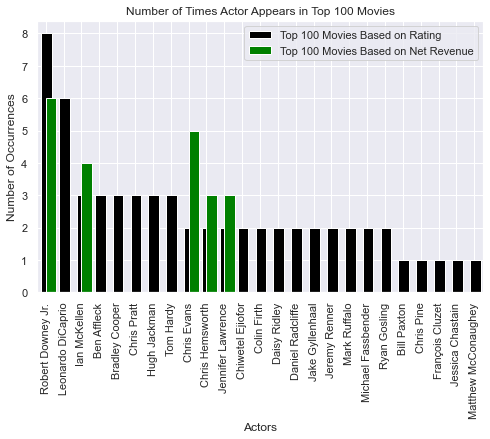 Number of Times Actor Appears in Top 100 Movies
Top 100 Movies Based on Rating
Top 100 Movies Based on Net Revenue
Number of Occurrences
8
7
6
5
4
3
2
1
0
Robert Downey Jr.
Leonardo DiCaprio
Ian McKellen
Ben Affleck
Bradley Cooper
Chris Pratt
Hugh Jackman
Tom Hardy
Chris Evans
Chris Hemsworth
Jennifer Lawrence
Chiwetel Ejiofor
Colin Firth
Daisy Ridley
Daniel Radcliffe
Jake Gyllenhaal
Jeremy Renner
Mark Ruffalo
Michael Fassbender
Ryan Gosling
Bill Paxton
Chris Pine
François Cluzet
Jessica Chastain
Matthew McConaughey
Actors